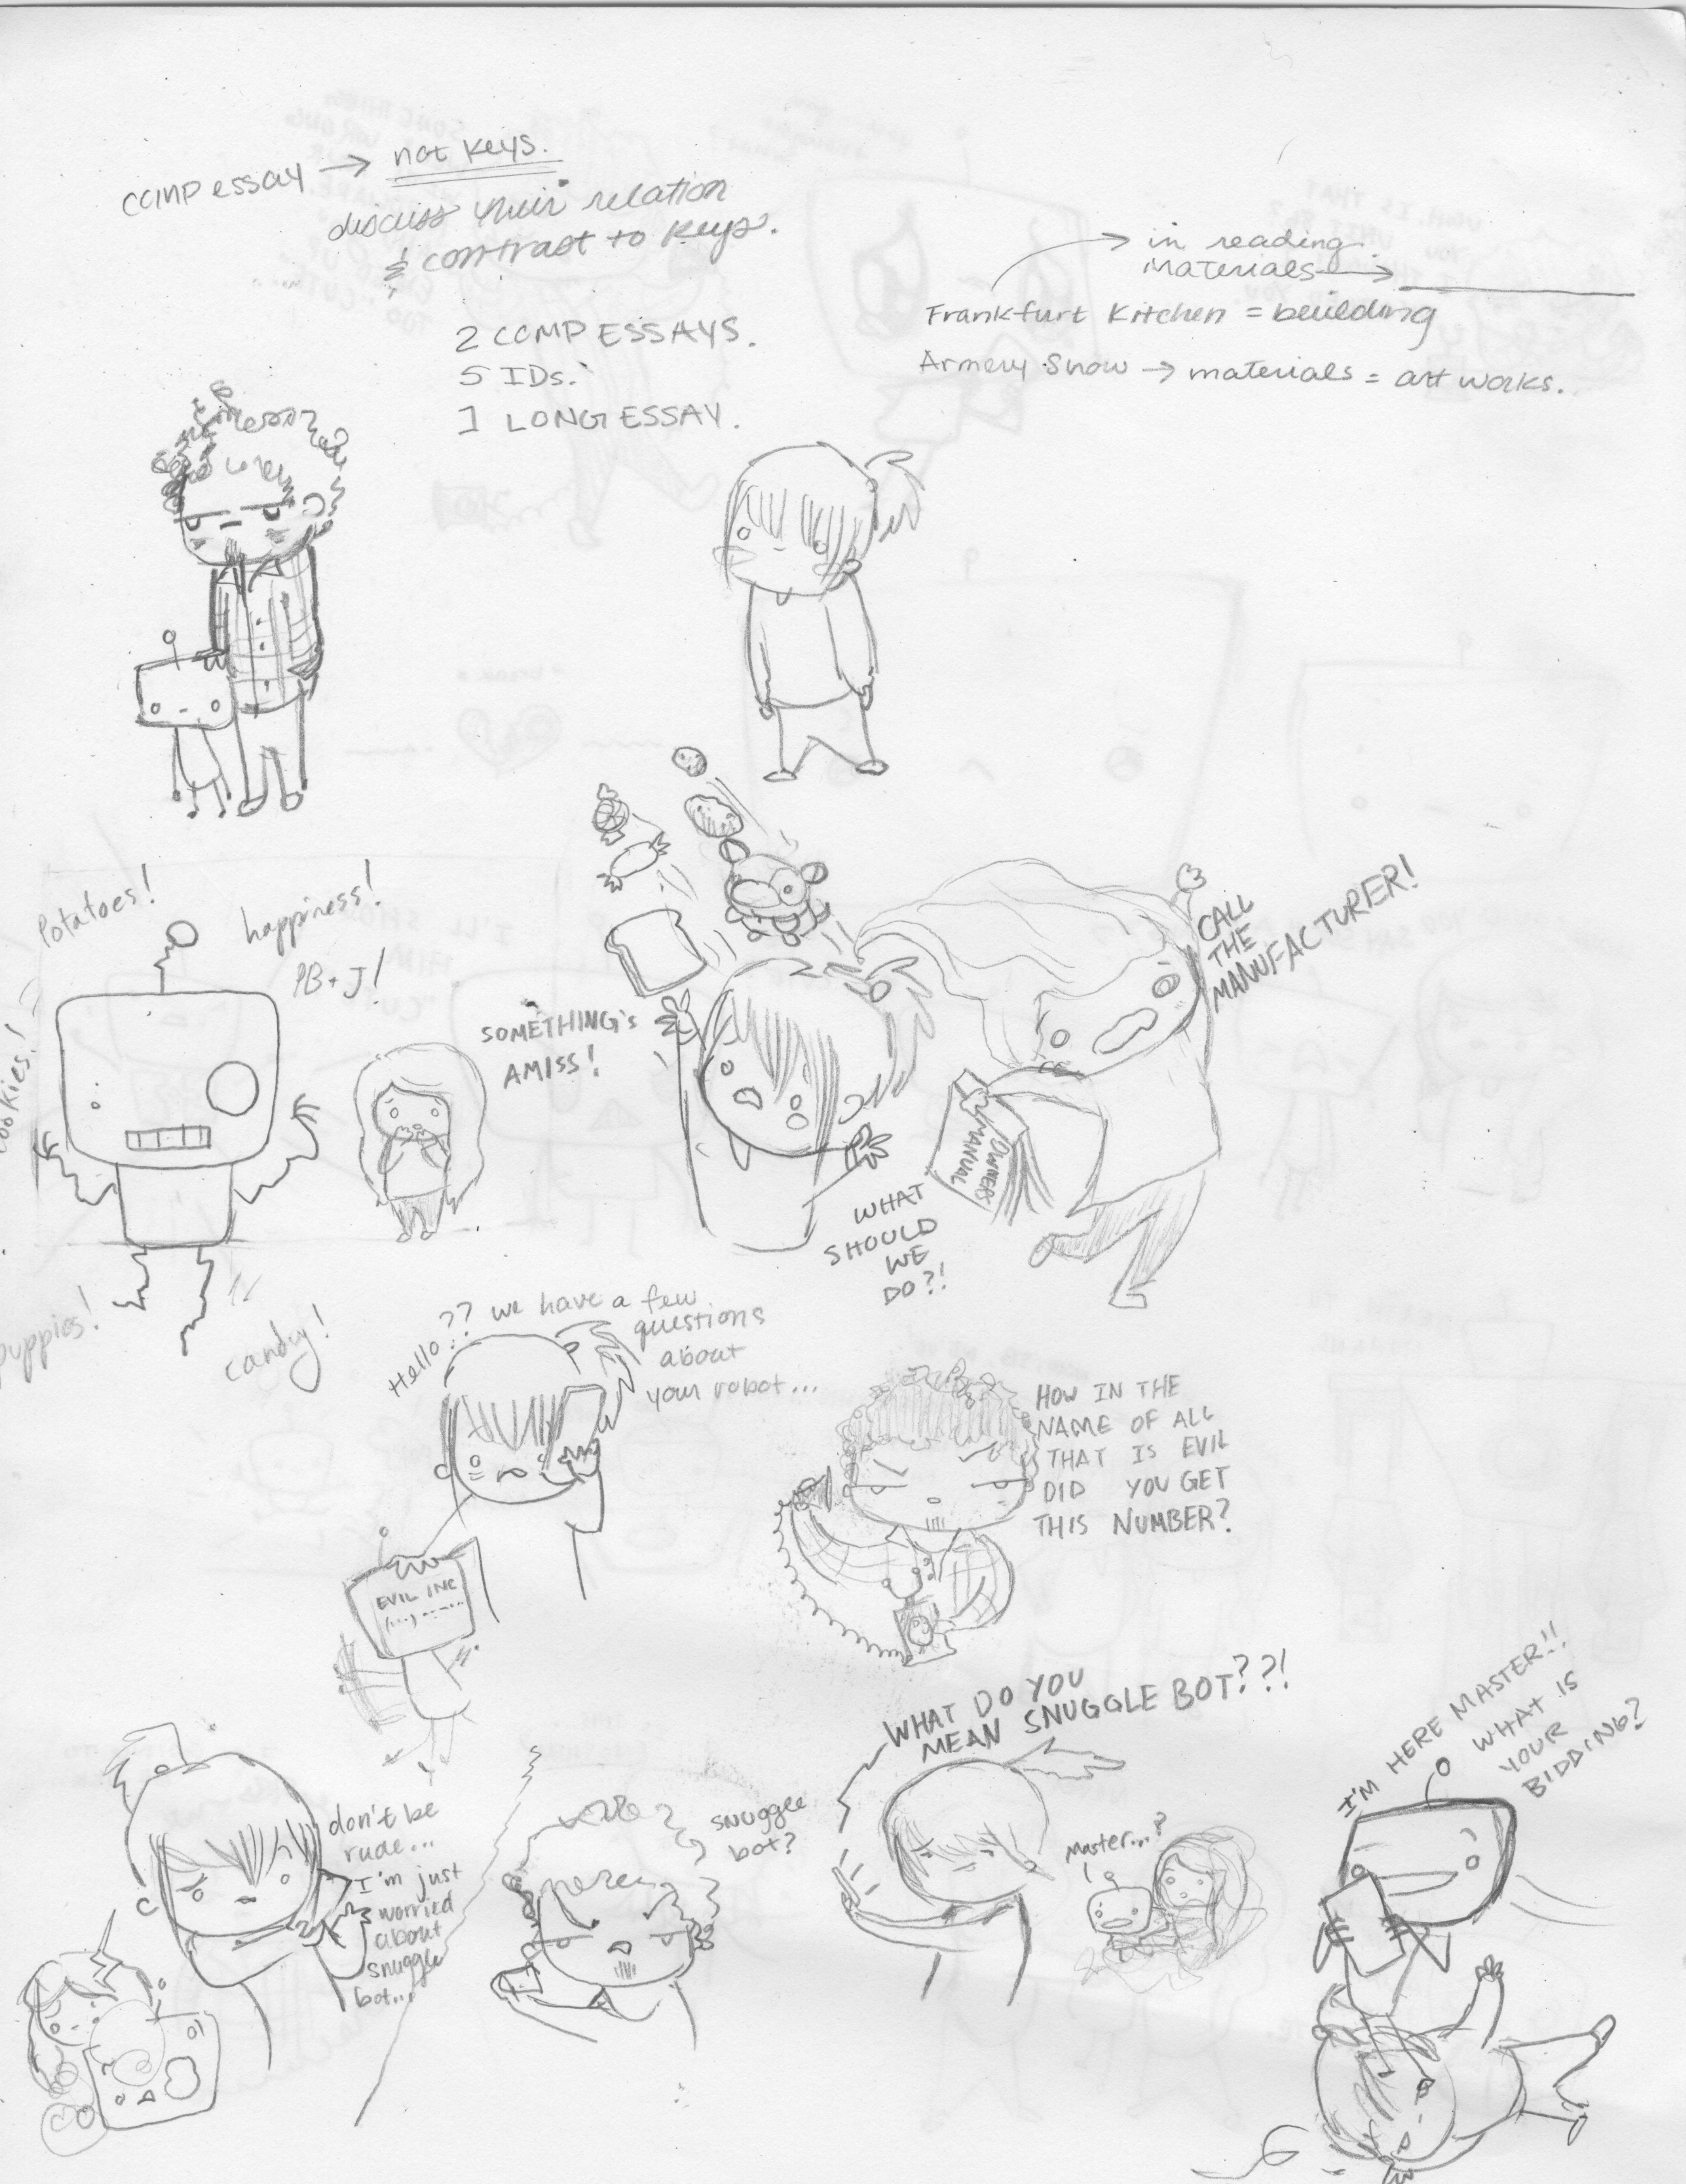 comp essay → not keys.
discuss their relation
& contrast to keys.
2 COMP ESSAYS.
5 IDs.
1 LONG ESSAY.
→ in reading
materials →
Frankfurt Kitchen = building
Armory Show → materials = art works.
Potatoes!
happiness!
PB + J!
cookies!
puppies!
candy!
SOMETHING'S
AMISS!
CALL
THE
MANUFACTURER!
OWNERS
MANUAL
WHAT
SHOULD
WE
DO?!
Hello?? we have a few
questions
about
your robot...
EVIL INC
HOW IN THE
NAME OF ALL
THAT IS EVIL
DID YOU GET
THIS NUMBER?
don't be
rude...
I'm just
worried
about
snuggle
bot...
snuggle
bot?
WHAT DO YOU
MEAN SNUGGLE BOT??!
Master...?
I'M HERE MASTER!!
WHAT IS
YOUR
BIDDING?